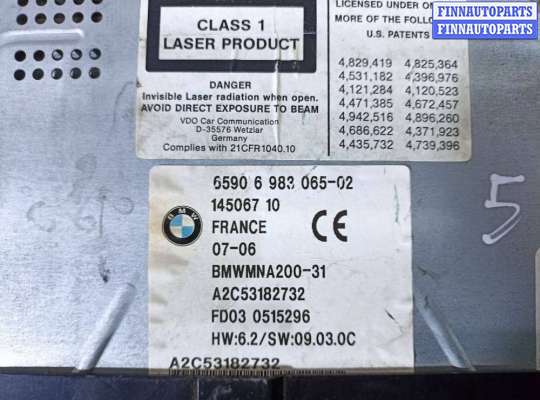 FINNAUTOPARTS
FINNAUTOPARTS
CLASS 1
LASER PRODUCT
DANGER
Invisible Laser radiation when open.
AVOID DIRECT EXPOSURE TO BEAM
VDO Car Communication
D-35576 Wetzlar
Germany
Complies with 21CFR1040.10
LICENSED UNDER ONE
MORE OF THE FOLLOWING
U.S. PATENTS
4,829,419 4,825,364
4,531,182 4,396,976
4,121,284 4,120,523
4,471,385 4,672,457
4,942,516 4,896,260
4,686,622 4,371,923
4,435,732 4,739,396
BMW
6590 6 983 065-02
145067 10
FRANCE
CE
07-06
BMWMNA200-31
A2C53182732
FD03 0515296
HW:6.2/SW:09.03.0C
A2C53182732
5